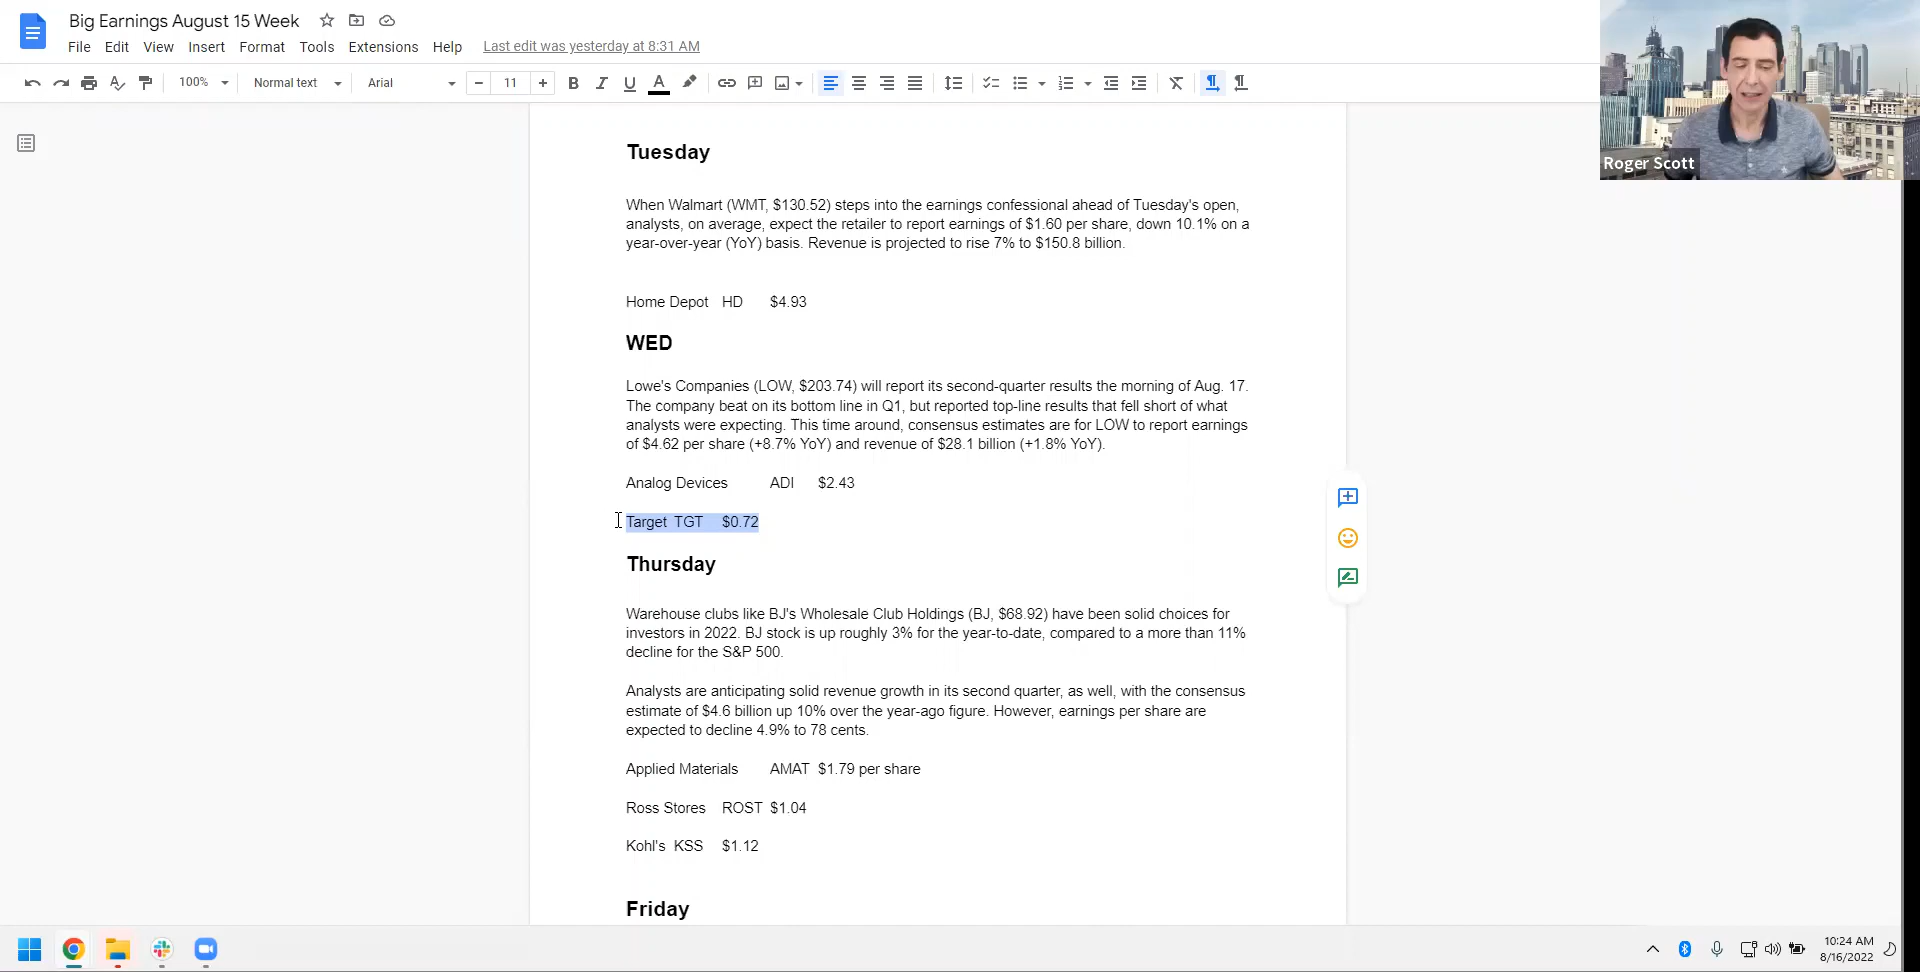 Big Earnings August 15 Week
File Edit View Insert Format Tools Extensions Help Last edit was yesterday at 8:31 AM
100% Normal text Arial 11 B I U A
Roger Scott
Tuesday
When Walmart (WMT, $130.52) steps into the earnings confessional ahead of Tuesday's open,
analysts, on average, expect the retailer to report earnings of $1.60 per share, down 10.1% on a
year-over-year (YoY) basis. Revenue is projected to rise 7% to $150.8 billion.
Home Depot HD $4.93
WED
Lowe's Companies (LOW, $203.74) will report its second-quarter results the morning of Aug. 17.
The company beat on its bottom line in Q1, but reported top-line results that fell short of what
analysts were expecting. This time around, consensus estimates are for LOW to report earnings
of $4.62 per share (+8.7% YoY) and revenue of $28.1 billion (+1.8% YoY).
Analog Devices ADI $2.43
Target TGT $0.72
Thursday
Warehouse clubs like BJ's Wholesale Club Holdings (BJ, $68.92) have been solid choices for
investors in 2022. BJ stock is up roughly 3% for the year-to-date, compared to a more than 11%
decline for the S&P 500.
Analysts are anticipating solid revenue growth in its second quarter, as well, with the consensus
estimate of $4.6 billion up 10% over the year-ago figure. However, earnings per share are
expected to decline 4.9% to 78 cents.
Applied Materials AMAT $1.79 per share
Ross Stores ROST $1.04
Kohl's KSS $1.12
Friday
10:24 AM
8/16/2022